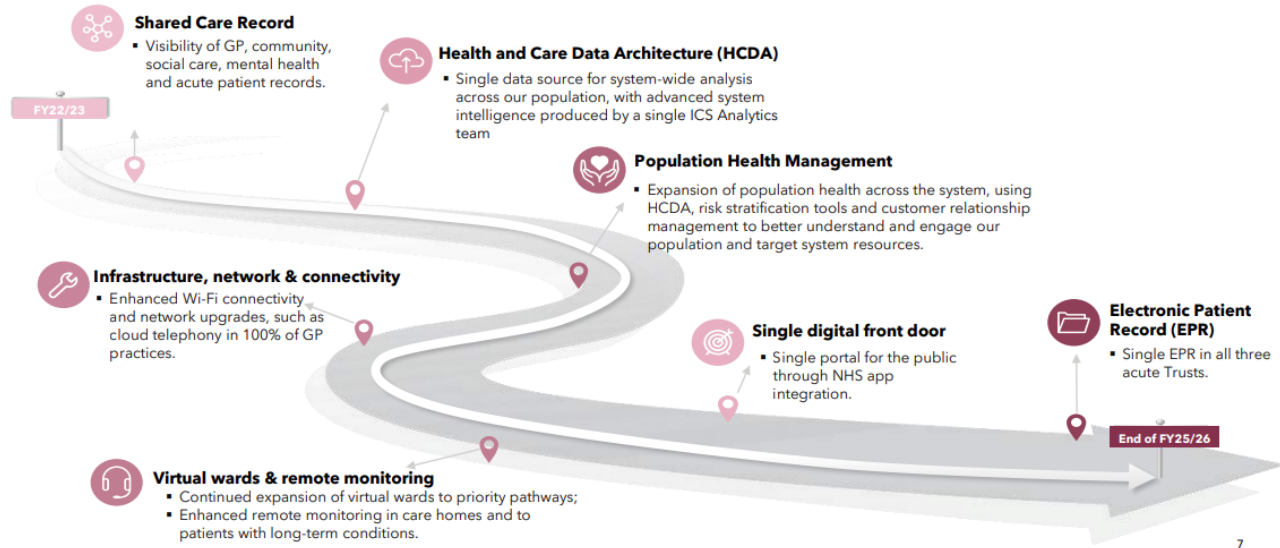 Shared Care Record
▪ Visibility of GP, community,
social care, mental health
and acute patient records.
FY22/23
Health and Care Data Architecture (HCDA)
▪ Single data source for system-wide analysis
across our population, with advanced system
intelligence produced by a single ICS Analytics
team
Population Health Management
▪ Expansion of population health across the system, using
HCDA, risk stratification tools and customer relationship
management to better understand and engage our
population and target system resources.
Infrastructure, network & connectivity
▪ Enhanced Wi-Fi connectivity
and network upgrades, such as
cloud telephony in 100% of GP
practices.
Single digital front door
▪ Single portal for the public
through NHS app
integration.
Electronic Patient
Record (EPR)
▪ Single EPR in all three
acute Trusts.
End of FY25/26
Virtual wards & remote monitoring
▪ Continued expansion of virtual wards to priority pathways;
▪ Enhanced remote monitoring in care homes and to
patients with long-term conditions.
7